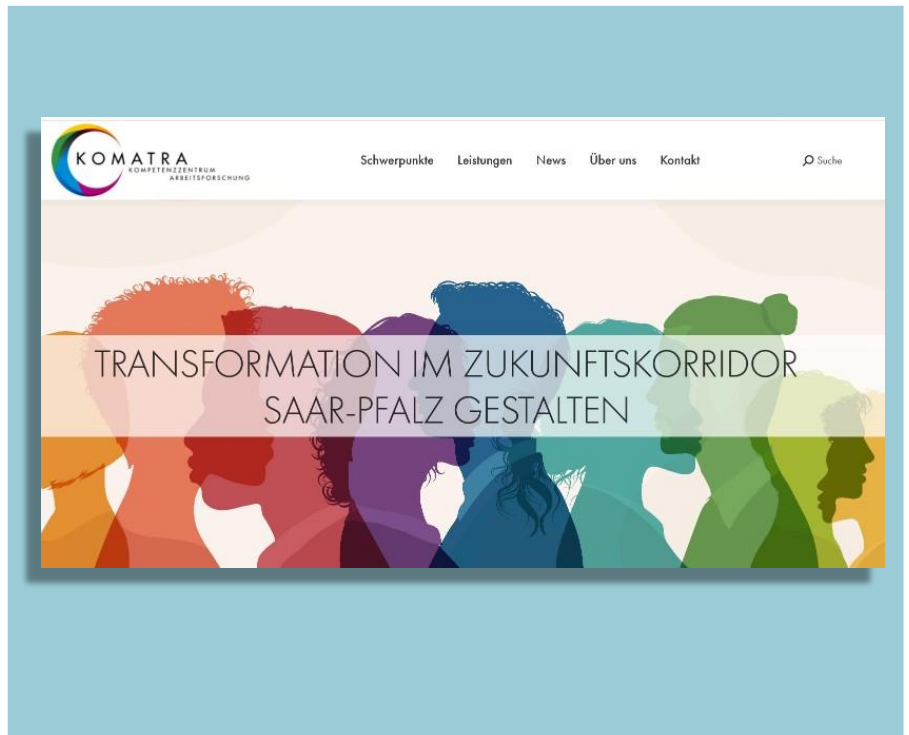 KOMATRA
KOMPETENZZENTRUM
ARBEITSFORSCHUNG
Schwerpunkte Leistungen News Über uns Kontakt Suche
TRANSFORMATION IM ZUKUNFTSKORRIDOR
SAAR-PFALZ GESTALTEN